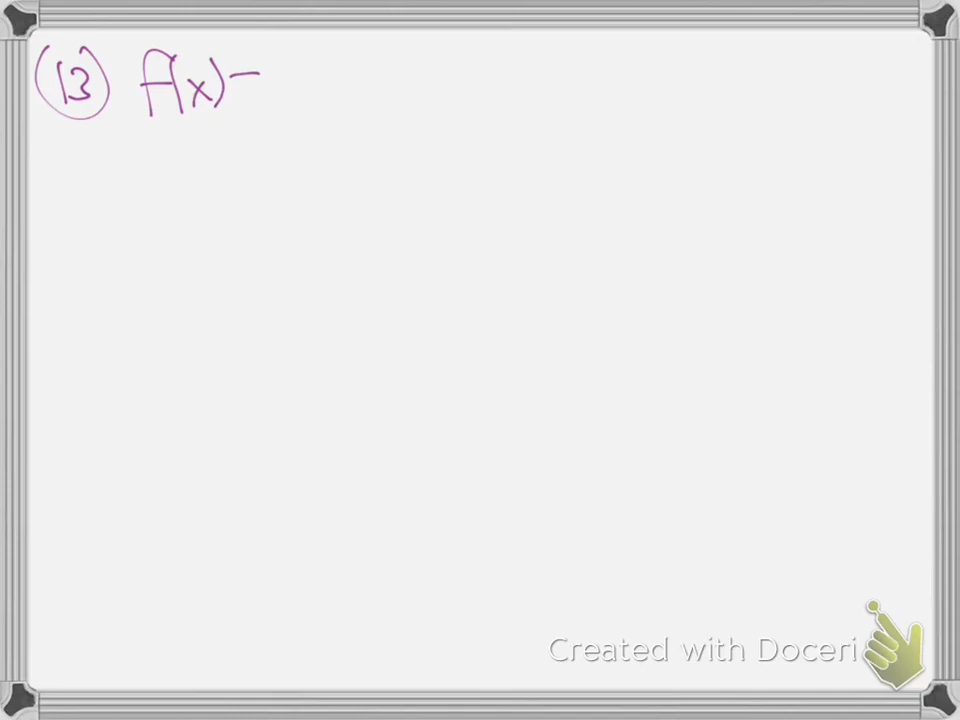 (13) f(x) –
Created with Doceri